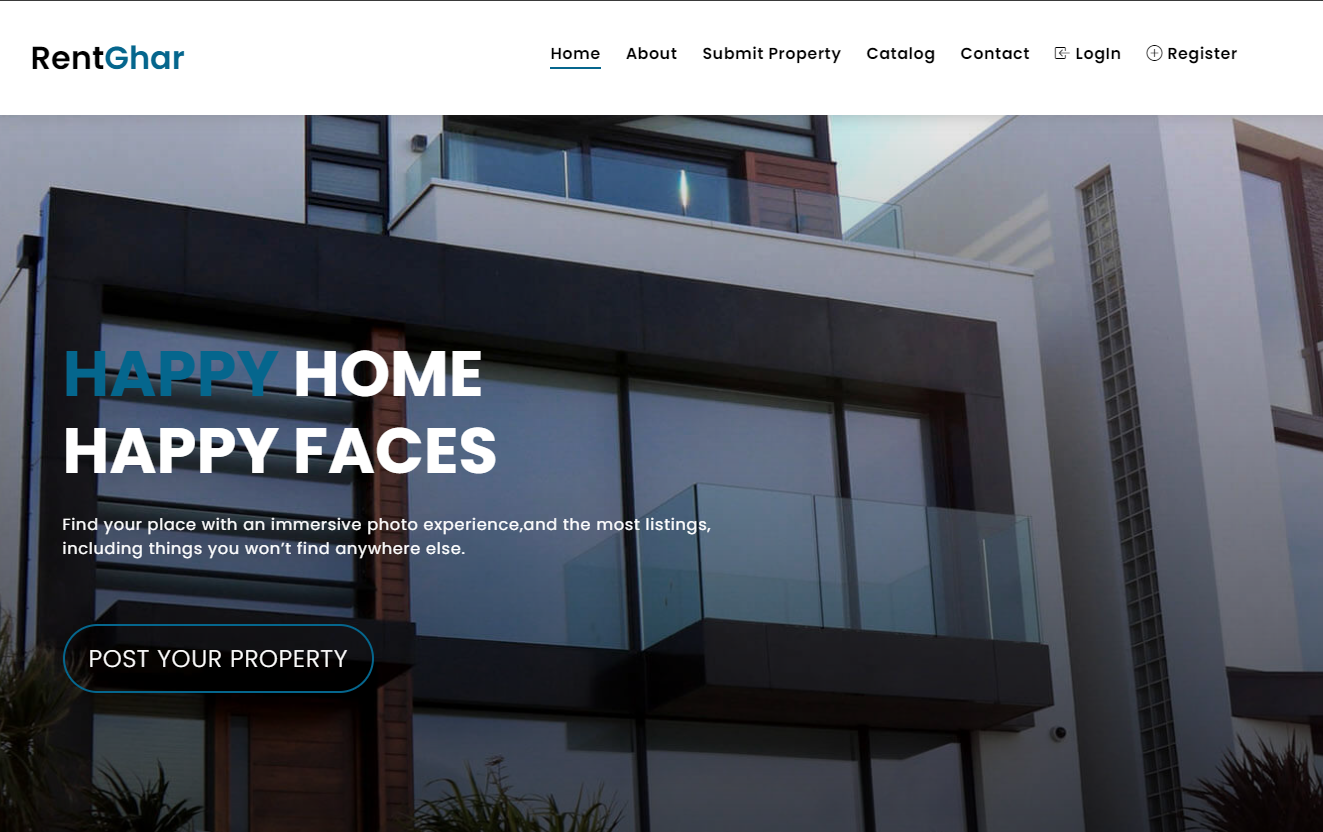 RentGhar
Home About Submit Property Catalog Contact LogIn Register
HAPPY HOME
HAPPY FACES
Find your place with an immersive photo experience,and the most listings,
including things you won’t find anywhere else.
POST YOUR PROPERTY